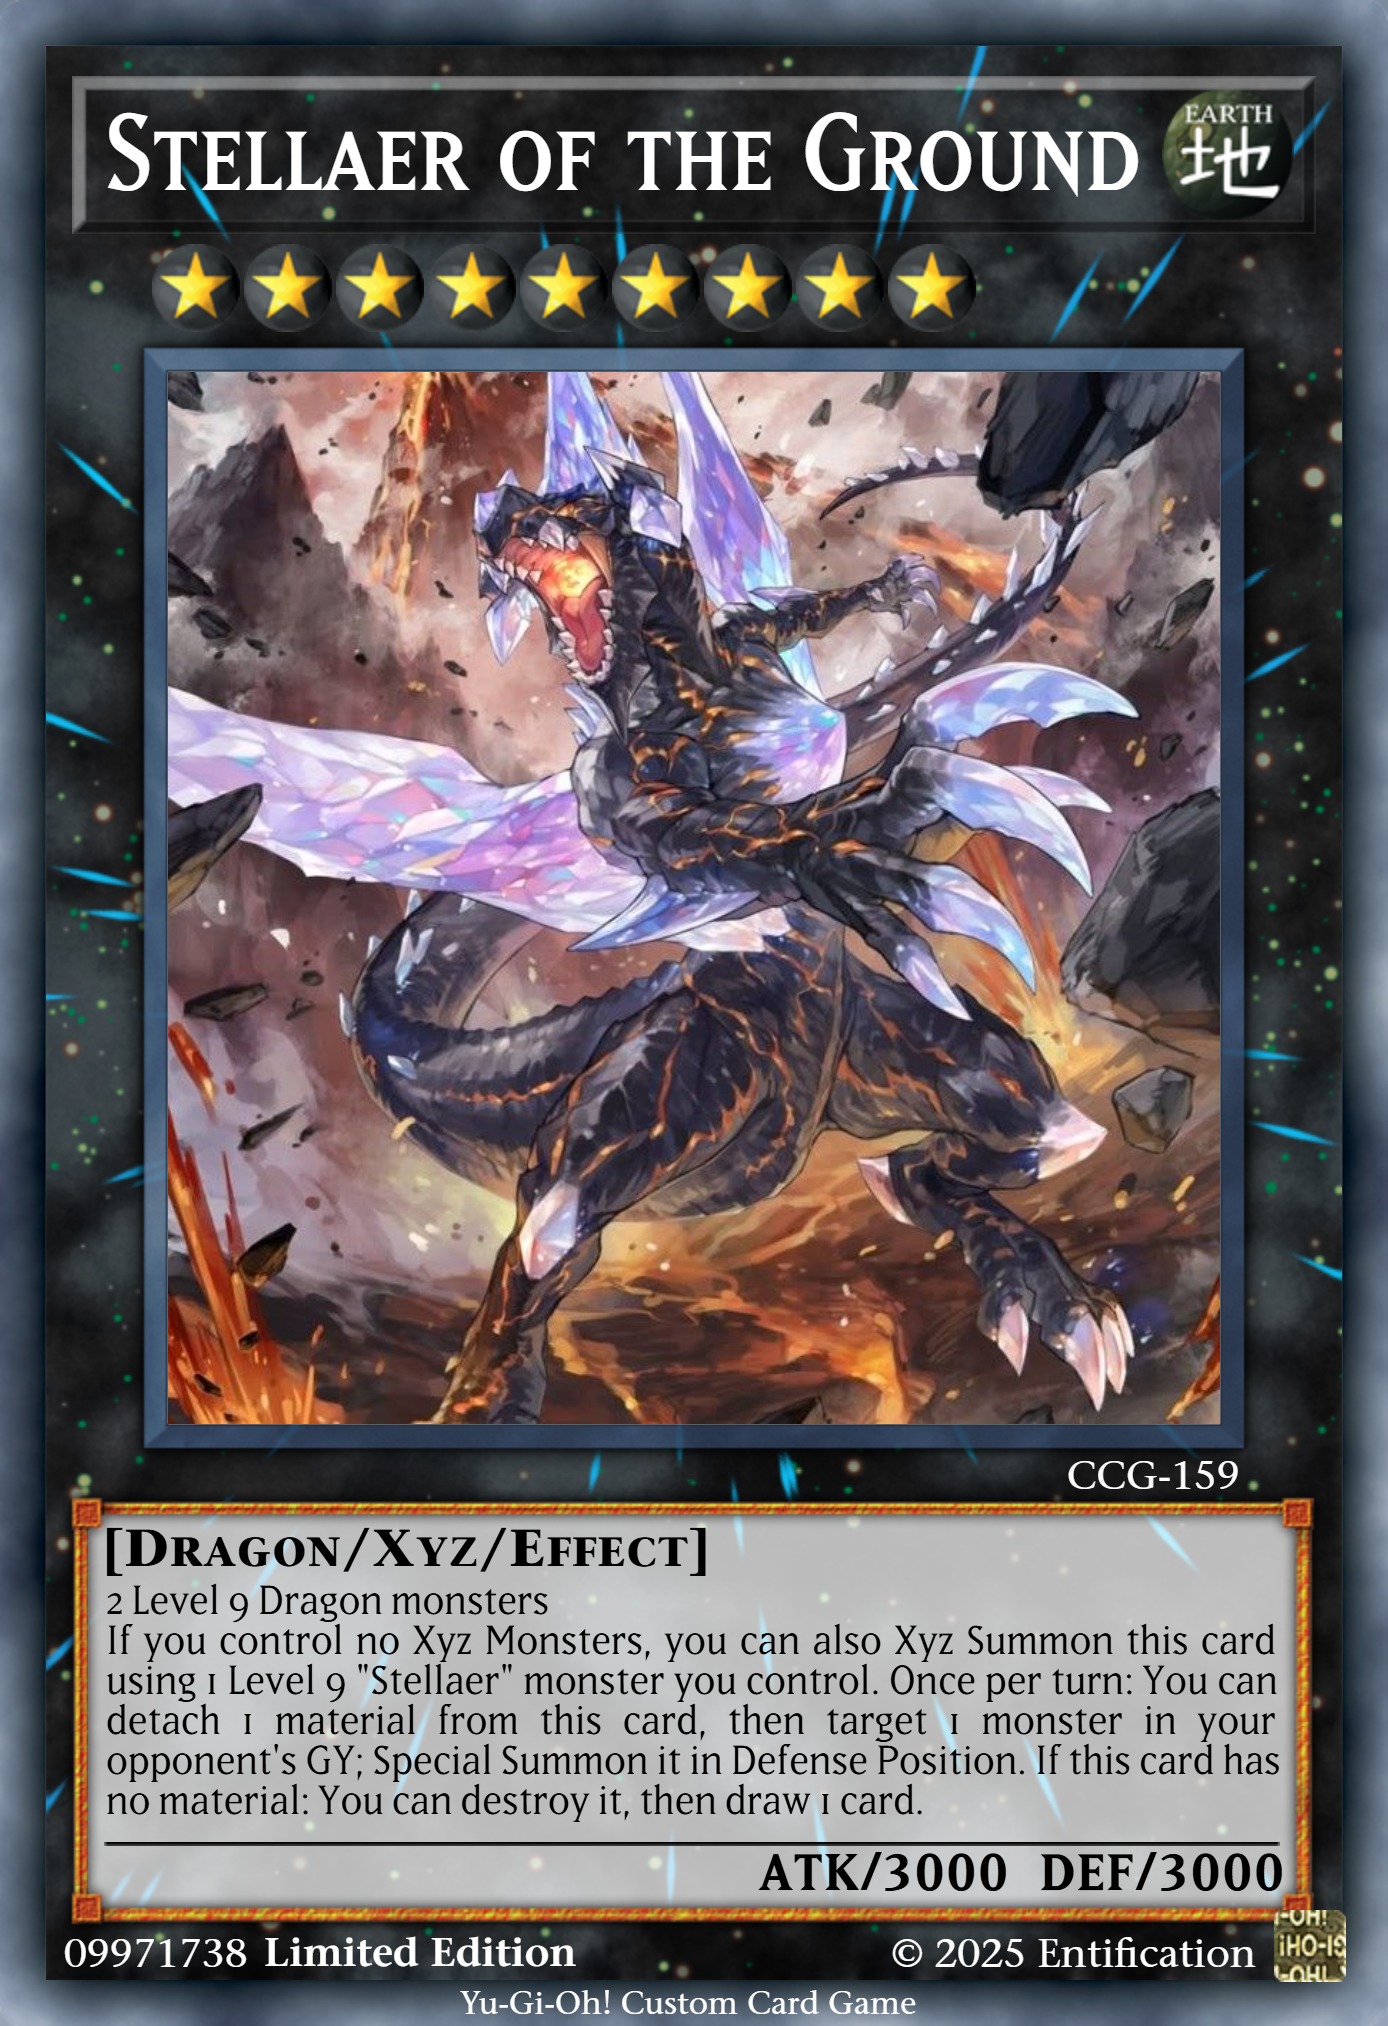 Stellaer of the Ground
EARTH
地
CCG-159
[Dragon/Xyz/Effect]
2 Level 9 Dragon monsters
If you control no Xyz Monsters, you can also Xyz Summon this card
using 1 Level 9 "Stellaer" monster you control. Once per turn: You can
detach 1 material from this card, then target 1 monster in your
opponent's GY; Special Summon it in Defense Position. If this card has
no material: You can destroy it, then draw 1 card.
ATK/3000 DEF/3000
09971738 Limited Edition
© 2025 Entification
Yu-Gi-Oh! Custom Card Game